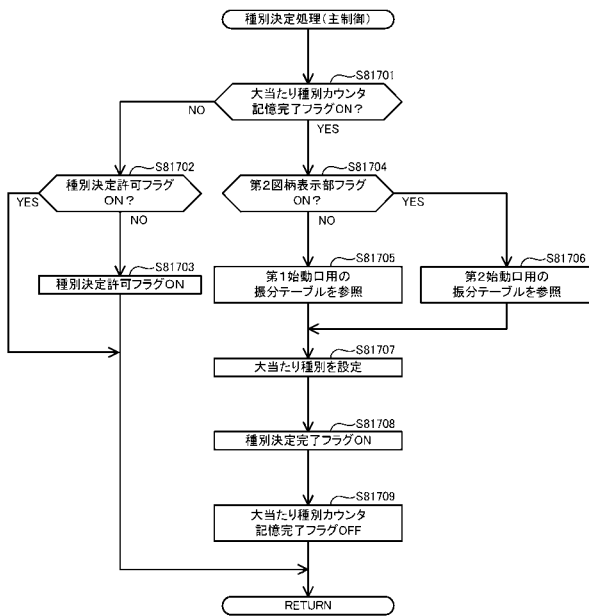 種別決定処理(主制御)
S81701
大当たり種別カウンタ
記憶完了フラグON?
NO
YES
S81702
種別決定許可フラグ
ON?
YES
NO
S81704
第2図柄表示部フラグ
ON?
NO
YES
S81703
種別決定許可フラグON
S81705
第1始動口用の
振分テーブルを参照
S81706
第2始動口用の
振分テーブルを参照
S81707
大当たり種別を設定
S81708
種別決定完了フラグON
S81709
大当たり種別カウンタ
記憶完了フラグOFF
RETURN